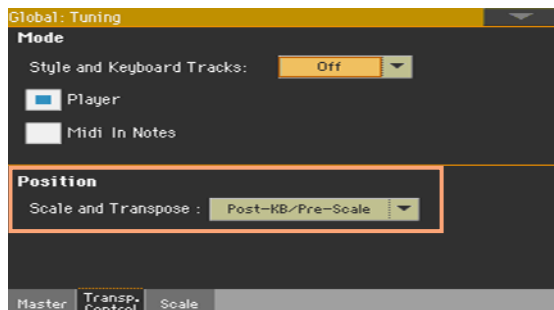 Global: Tuning
Mode
Style and Keyboard Tracks: Off
Player
Midi In Notes
Position
Scale and Transpose : Post-KB/Pre-Scale
Master Transp. Control Scale